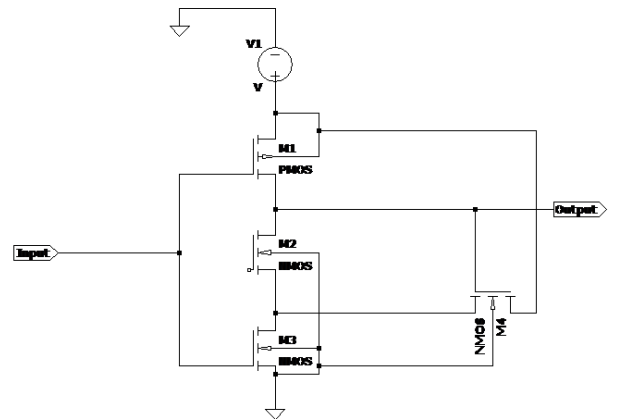 V1
V
M1
PMOS
Output
Input
M2
NMOS
M3
NMOS
NMOS
M4